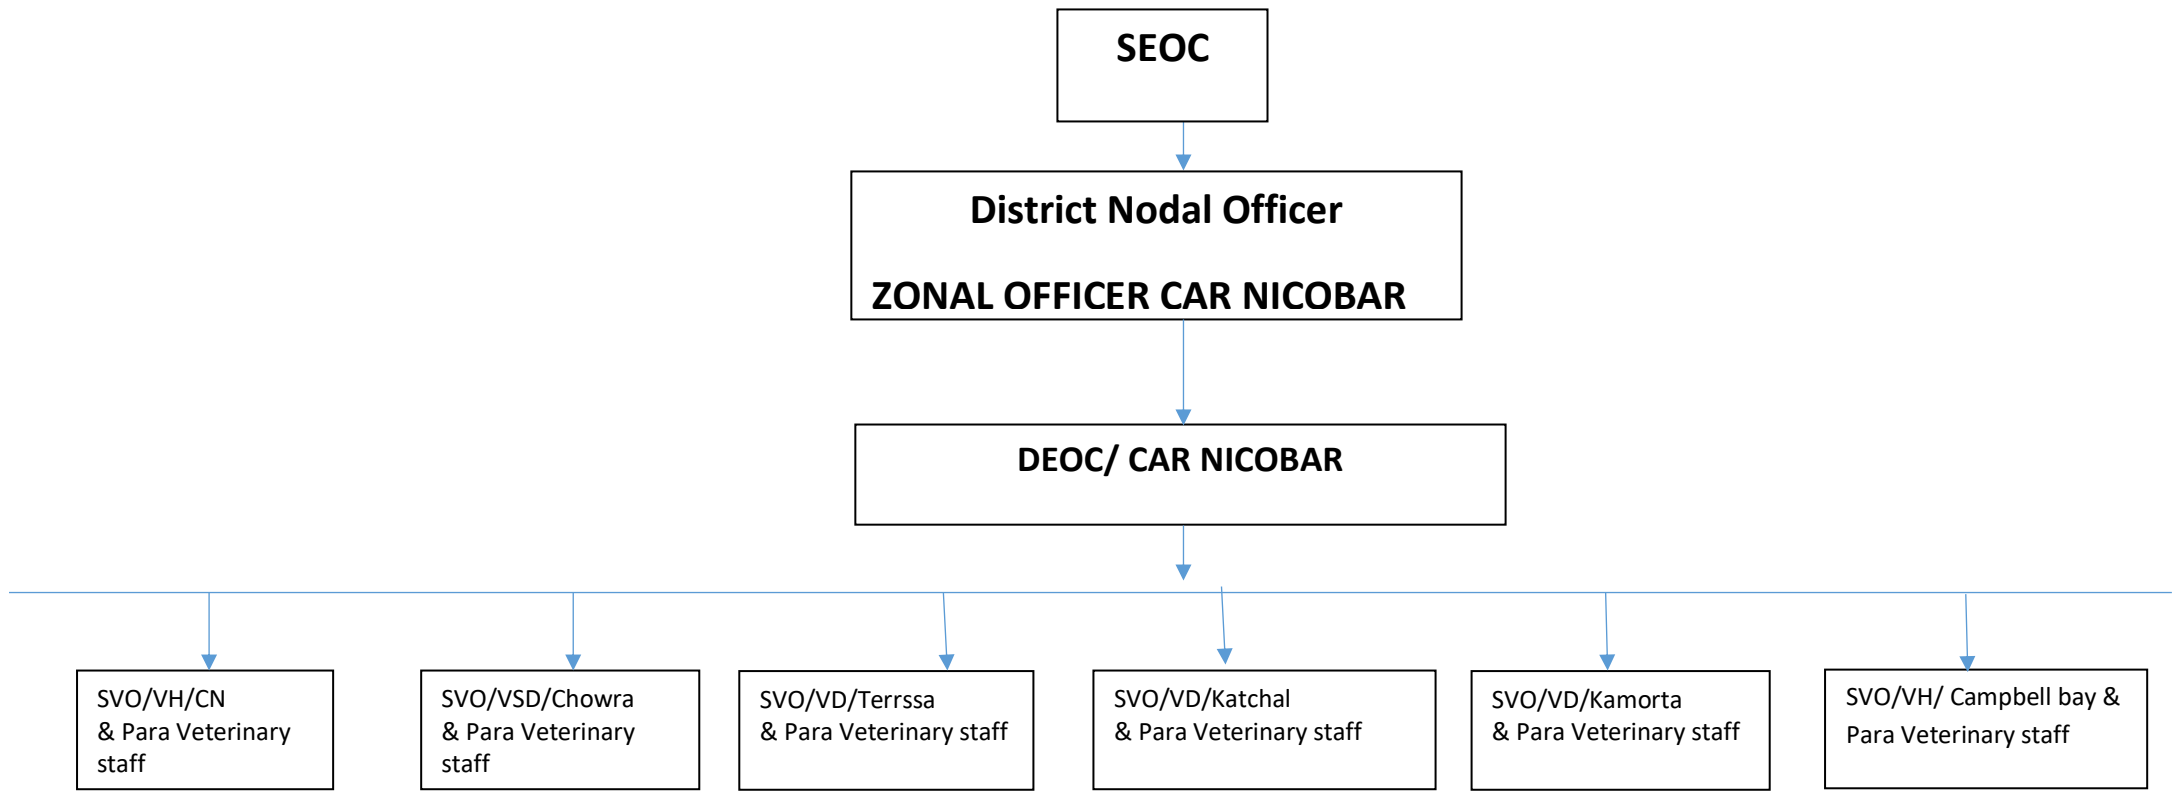 SEOC
District Nodal Officer
ZONAL OFFICER CAR NICOBAR
DEOC/ CAR NICOBAR
SVO/VH/CN
& Para Veterinary
staff
SVO/VSD/Chowra
& Para Veterinary
staff
SVO/VD/Terrssa
& Para Veterinary staff
SVO/VD/Katchal
& Para Veterinary staff
SVO/VD/Kamorta
& Para Veterinary staff
SVO/VH/ Campbell bay &
Para Veterinary staff